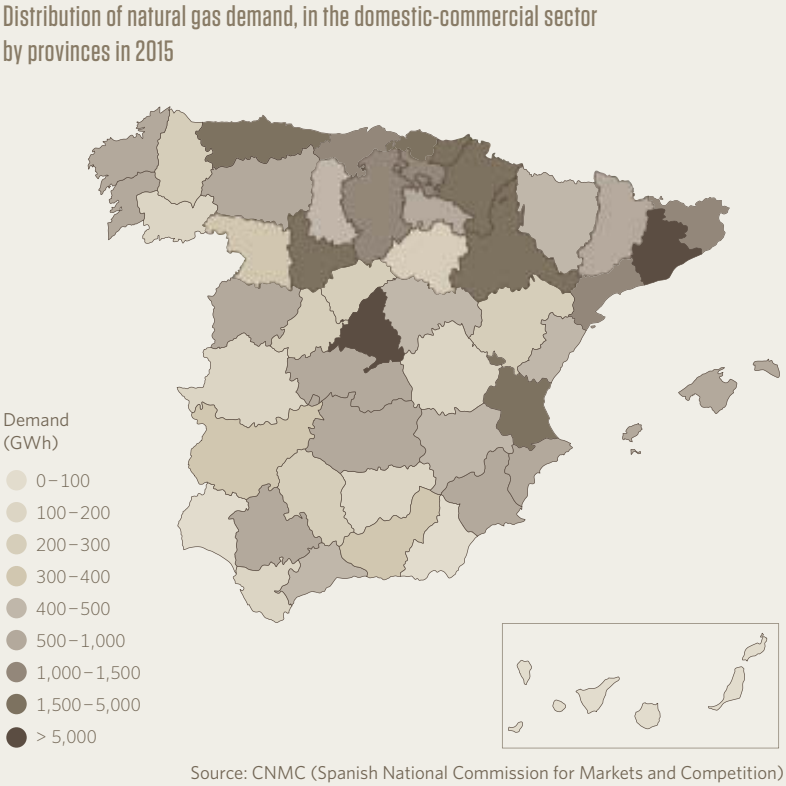 Distribution of natural gas demand, in the domestic-commercial sector
by provinces in 2015
Demand
(GWh)
0–100
100–200
200–300
300–400
400–500
500–1,000
1,000–1,500
1,500–5,000
> 5,000
Source: CNMC (Spanish National Commission for Markets and Competition)